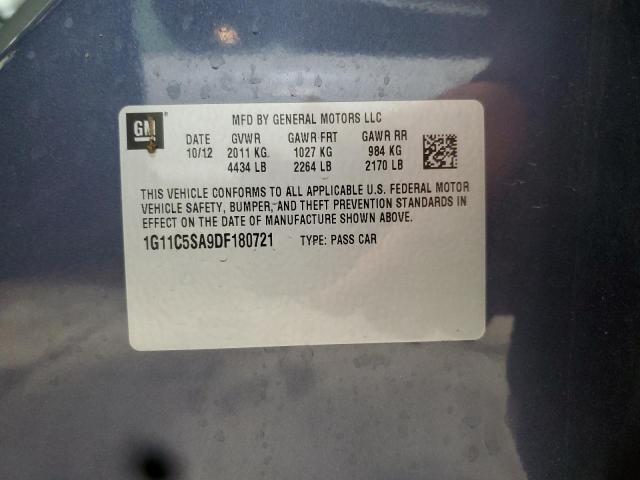 GM
MFD BY GENERAL MOTORS LLC
DATE GVWR GAWR FRT GAWR RR
10/12 2011 KG 1027 KG 984 KG
4434 LB 2264 LB 2170 LB
THIS VEHICLE CONFORMS TO ALL APPLICABLE U.S. FEDERAL MOTOR
VEHICLE SAFETY, BUMPER, AND THEFT PREVENTION STANDARDS IN
EFFECT ON THE DATE OF MANUFACTURE SHOWN ABOVE.
1G11C5SA9DF180721 TYPE: PASS CAR